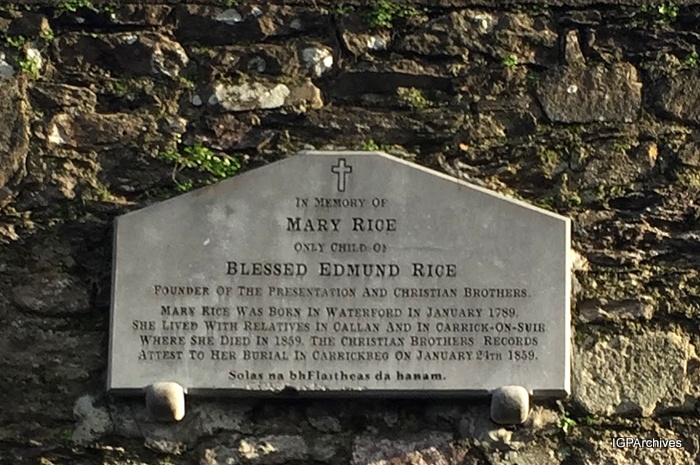 In Memory Of
Mary Rice
Only Child Of
Blessed Edmund Rice
Founder Of The Presentation And Christian Brothers.
Mary Rice Was Born In Waterford In January 1789.
She Lived With Relatives In Callan And In Carrick-On-Suir
Where She Died In 1859. The Christian Brothers Records
Attest To Her Burial In Carrickbeg On January 24th 1859.
Solas na bhFlaitheas da hanam.
IGPArchives